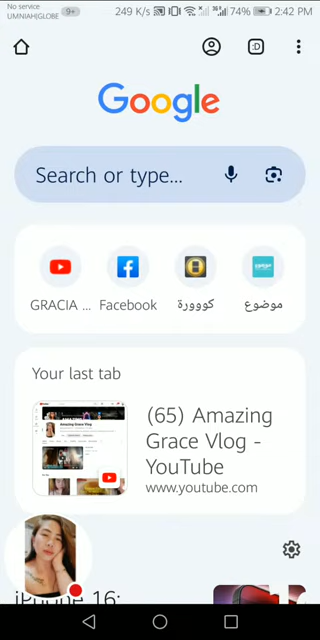 No service
UMNIAH|GLOBE
9+
249 K/s
74%
2:42 PM
:D
Google
Search or type...
GRACIA ...
Facebook
كووورة
موضوع
Your last tab
(65) Amazing
Grace Vlog -
YouTube
www.youtube.com
iPhone 16: